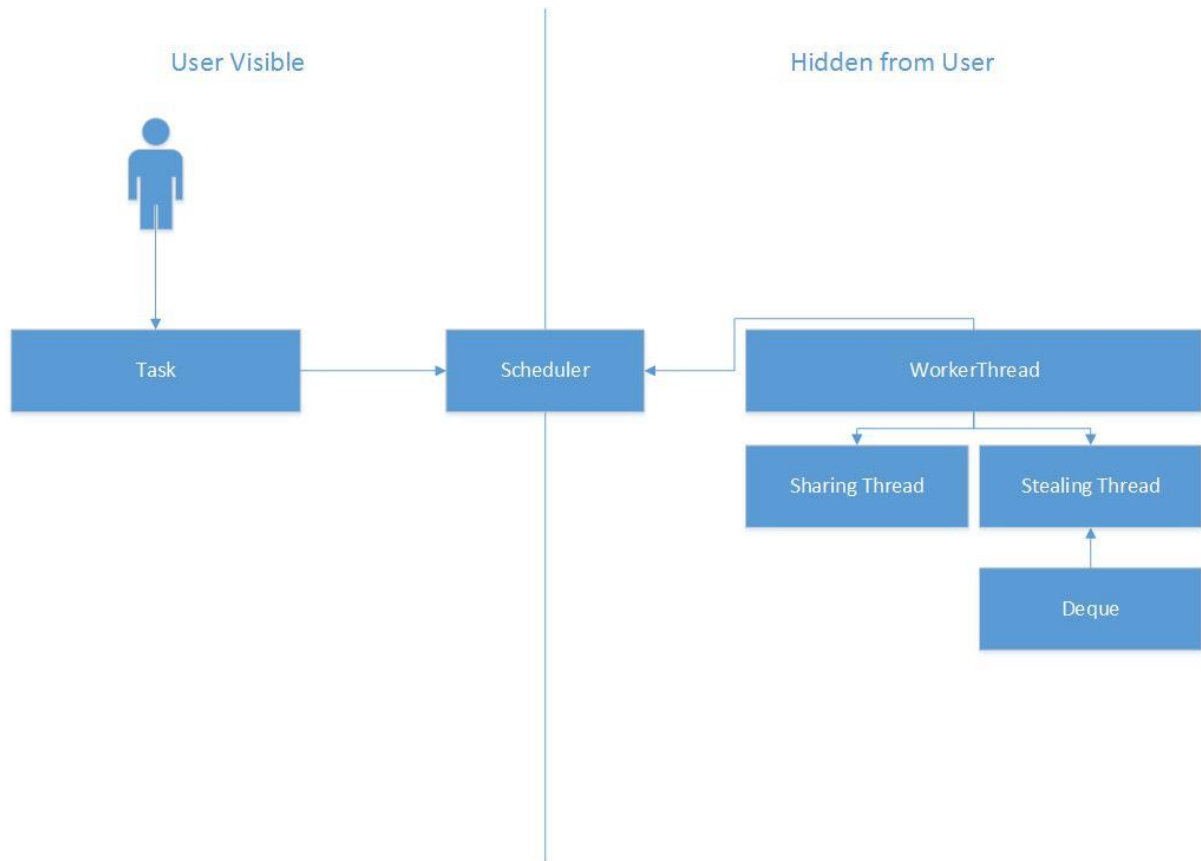 User Visible
Hidden from User
Task
Scheduler
WorkerThread
Sharing Thread
Stealing Thread
Deque